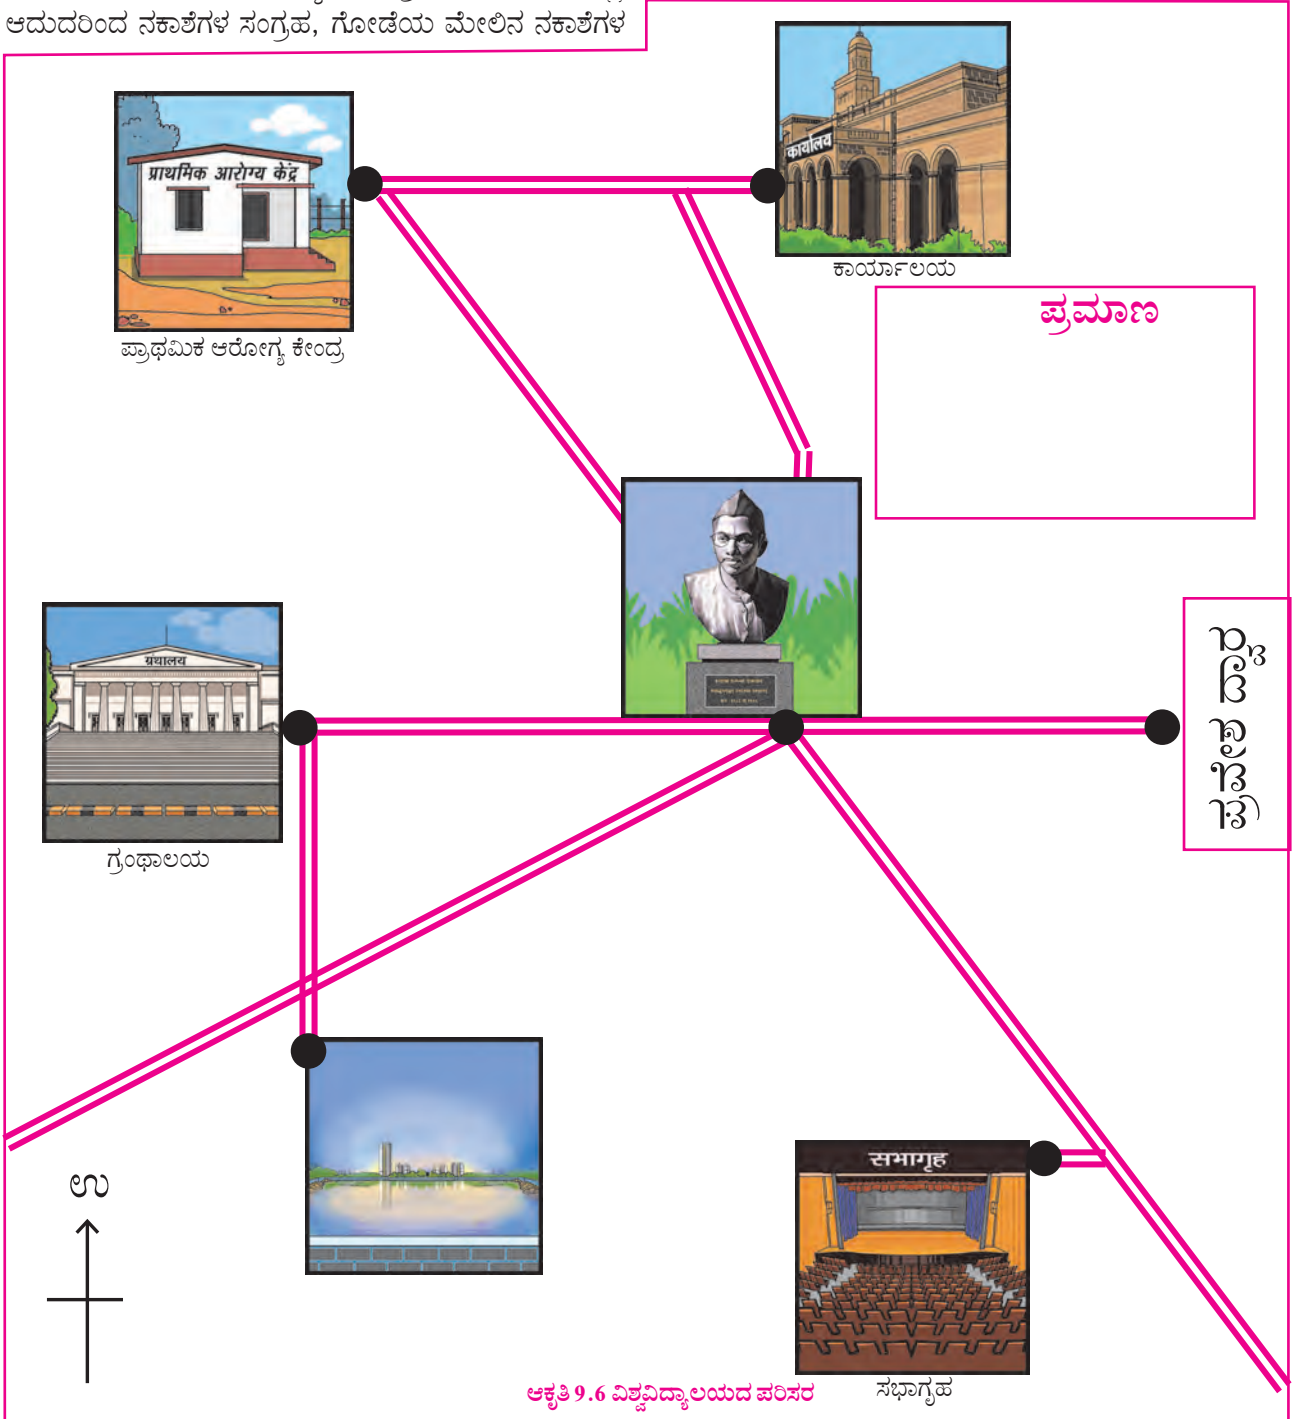 ಆದುದರಿಂದ ನಕಾಶೆಗಳ ಸಂಗ್ರಹ, ಗೋಡೆಯ ಮೇಲಿನ ನಕಾಶೆಗಳ
प्राथमिक आरोग्य केंद्र
ಪ್ರಾಥಮಿಕ ಆರೋಗ್ಯ ಕೇಂದ್ರ
कार्यालय
ಕಾರ್ಯಾಲಯ
ಪ್ರಮಾಣ
ಪ್ರವೇಶ ದ್ವಾರ
ग्रंथालय
ಗ್ರಂಥಾಲಯ
ಉ
सभागृह
ಸಭಾಗೃಹ
ಆಕೃತಿ 9.6 ವಿಶ್ವವಿದ್ಯಾಲಯದ ಪರಿಸರ